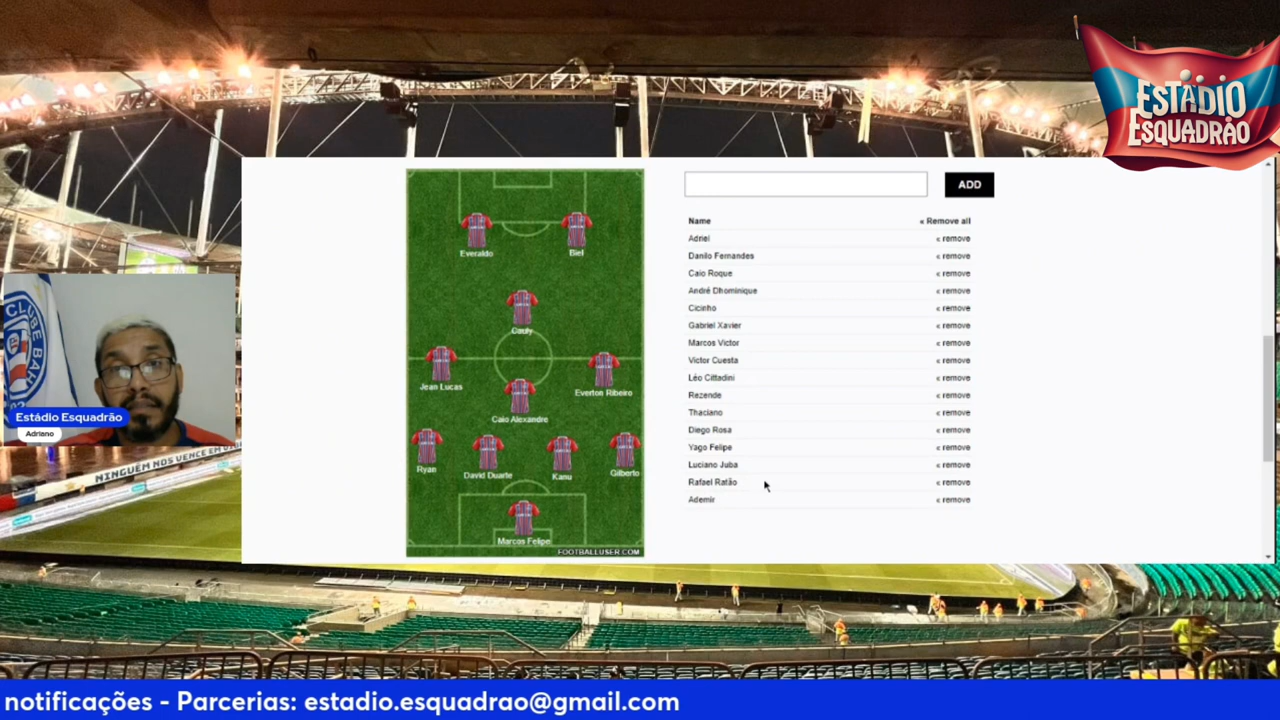 ESTÁDIO
ESQUADRÃO
ADD
Name « Remove all
Adriel « remove
Danilo Fernandes « remove
Caio Roque « remove
André Dhominique « remove
Cicinho « remove
Gabriel Xavier « remove
Marcos Victor « remove
Victor Cuesta « remove
Léo Cittadini « remove
Rezende « remove
Thaciano « remove
Diego Rosa « remove
Yago Felipe « remove
Luciano Juba « remove
Rafael Ratão « remove
Ademir « remove
Everaldo
Biel
Cauly
Jean Lucas
Everton Ribeiro
Caio Alexandre
Ryan
David Duarte
Kanu
Gilberto
Marcos Felipe
FOOTBALLUSER.COM
CLUBE BAH
Estádio Esquadrão
Adriano
NINGUÉM NOS VENCE EM
notificações - Parcerias: estadio.esquadrao@gmail.com